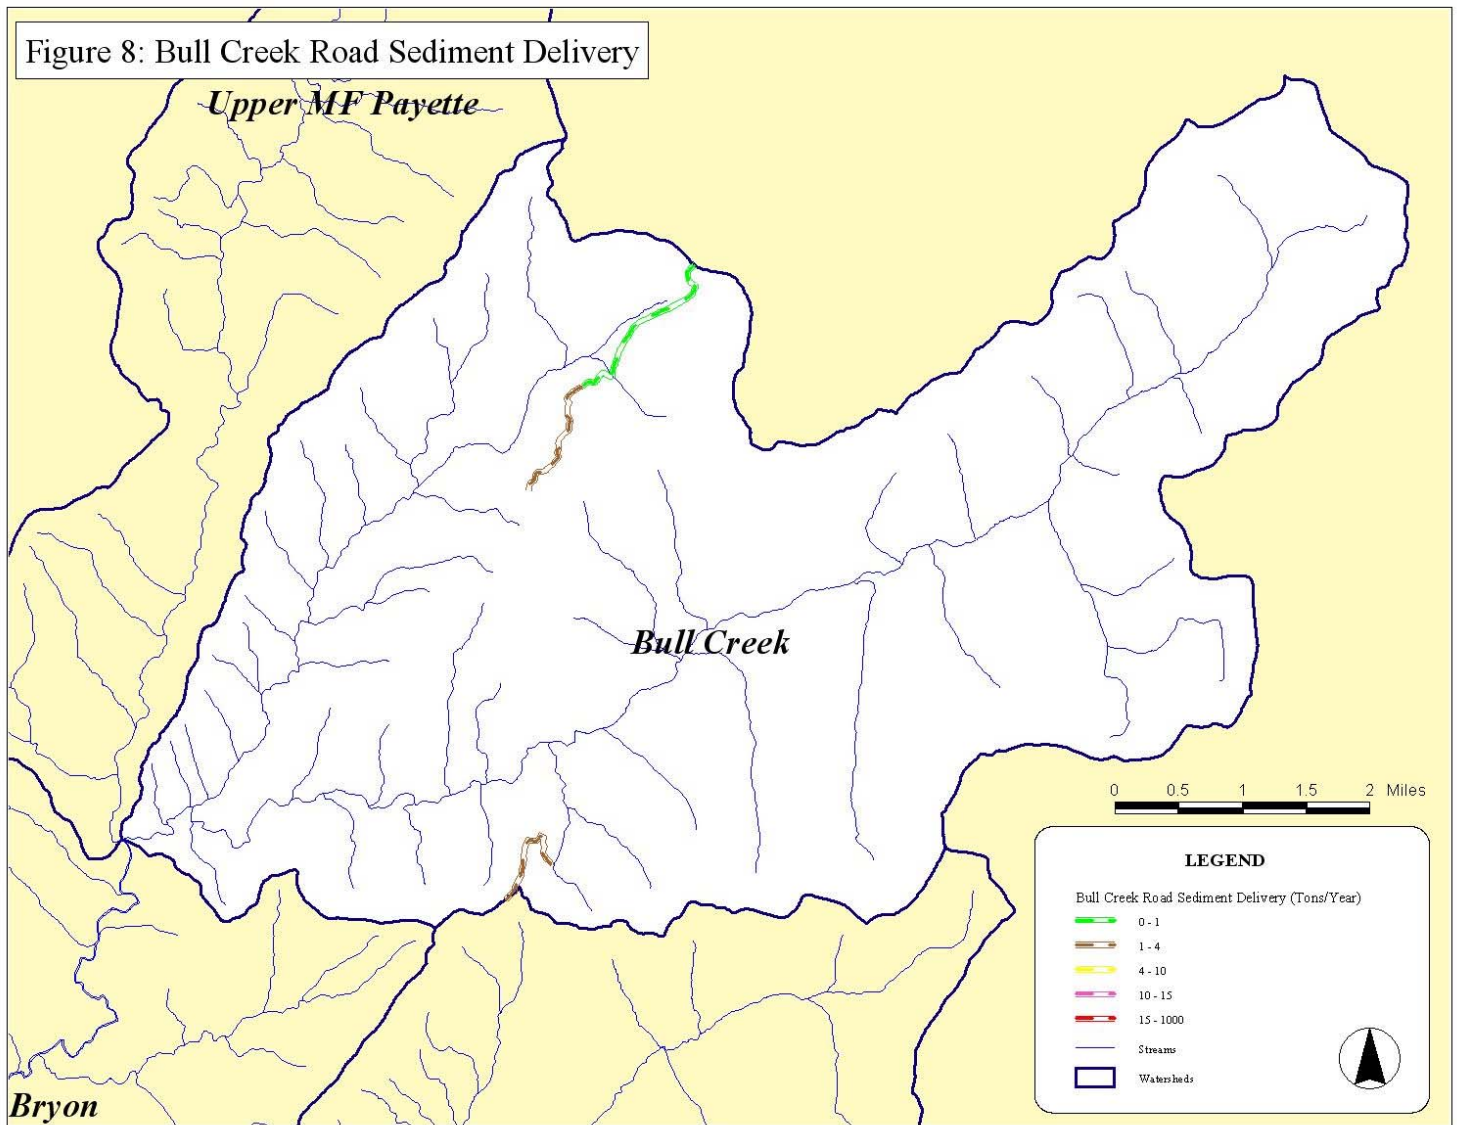 Figure 8: Bull Creek Road Sediment Delivery
Upper MF Payette
Bull Creek
0 0.5 1 1.5 2 Miles
LEGEND
Bull Creek Road Sediment Delivery (Tons/Year)
0 - 1
1 - 4
4 - 10
10 - 15
15 - 1000
Streams
Watersheds
Bryon